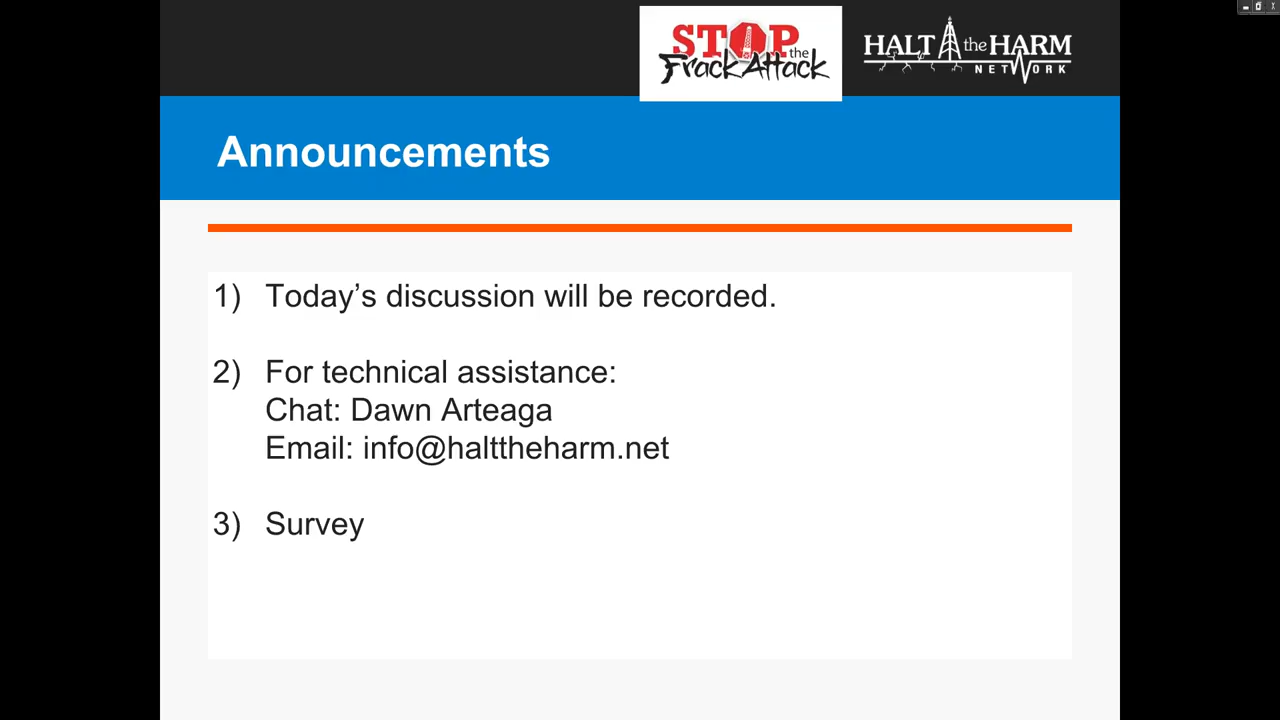 STOP the
FrackAttack
HALT the HARM
NETWORK
Announcements
1) Today’s discussion will be recorded.
2) For technical assistance:
Chat: Dawn Arteaga
Email: info@halttheharm.net
3) Survey